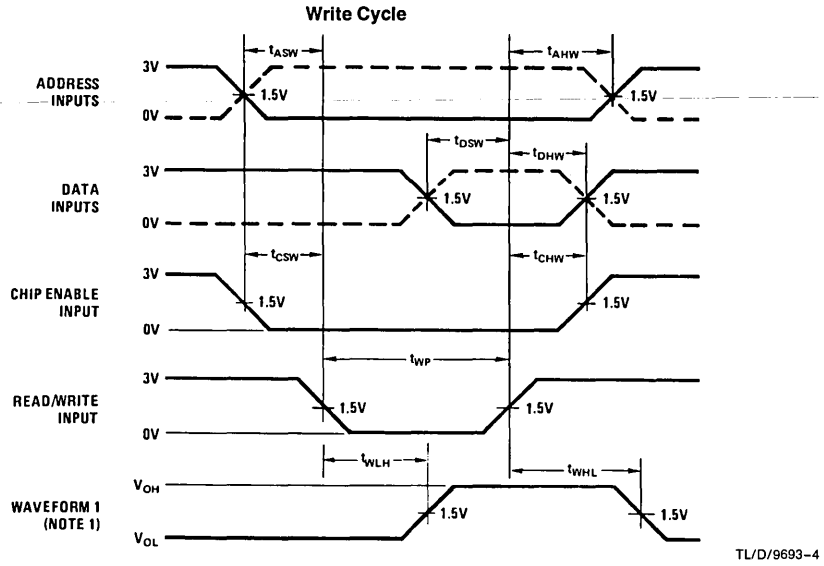 Write Cycle
tASW
tAHW
ADDRESS
INPUTS
3V
0V
1.5V
1.5V
tDSW
tDHW
DATA
INPUTS
3V
0V
1.5V
1.5V
tCSW
tCHW
CHIP ENABLE
INPUT
3V
0V
1.5V
1.5V
tWP
READ/WRITE
INPUT
3V
0V
1.5V
1.5V
tWLH
tWHL
WAVEFORM 1
(NOTE 1)
VOH
VOL
1.5V
1.5V
TL/D/9693-4